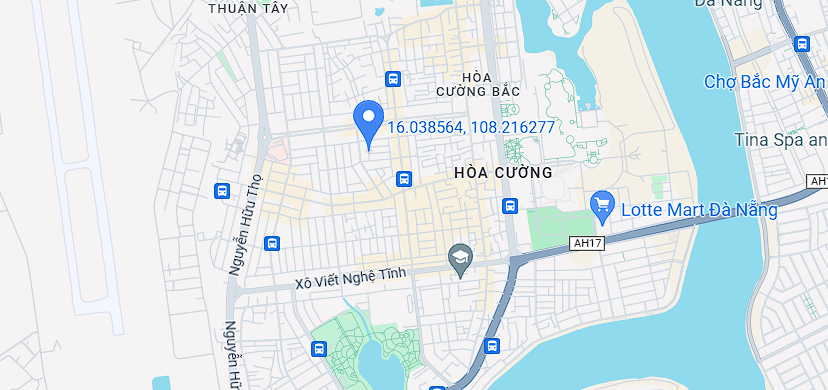 Đà Nẵng
THUẬN TÂY
HÒA
CƯỜNG BẮC
Chợ Bắc Mỹ An
16.038564, 108.216277
Tina Spa an
HÒA CƯỜNG
AH1
Lotte Mart Đà Nẵng
Nguyễn Hữu Thọ
AH17
Xô Viết Nghệ Tĩnh
Nguyễn Hữ